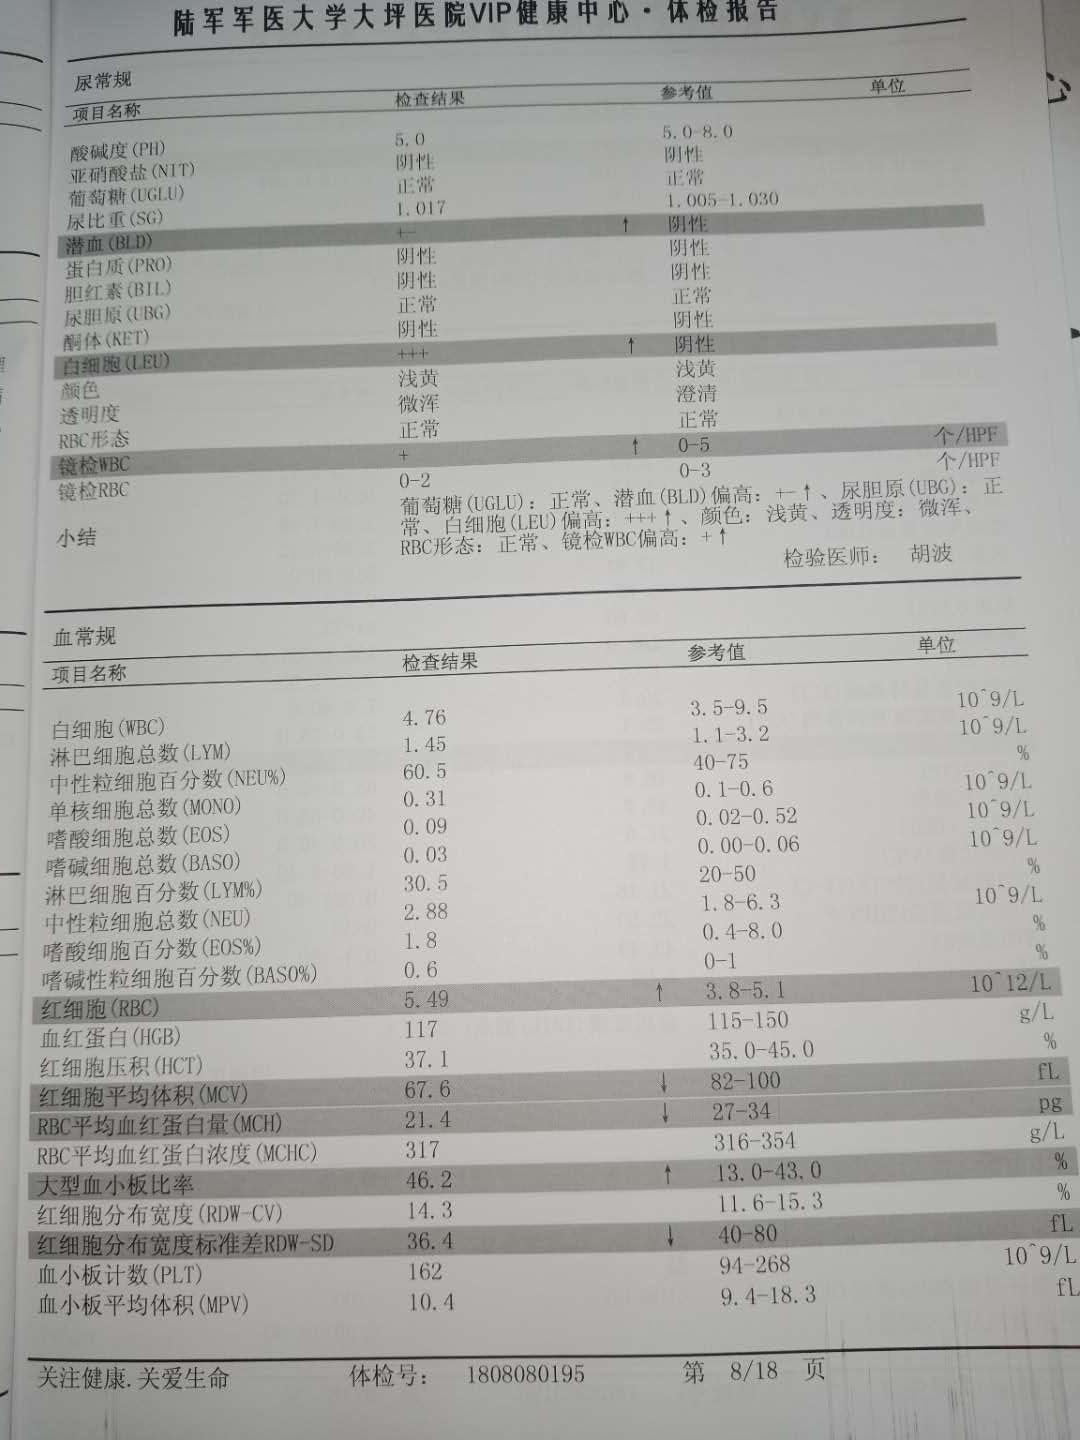 陆军军医大学大坪医院VIP健康中心·体检报告
尿常规
项目名称 检查结果 参考值 单位
酸碱度(PH) 5.0 5.0-8.0
亚硝酸盐(NIT) 阴性 阴性
葡萄糖(UGLU) 正常 正常
尿比重(SG) 1.017 1.005-1.030
潜血(BLD) +- ↑ 阴性
蛋白质(PRO) 阴性 阴性
胆红素(BIL) 阴性 阴性
尿胆原(UBG) 正常 正常
酮体(KET) 阴性 阴性
白细胞(LEU) +++ ↑ 阴性
颜色 浅黄 浅黄
透明度 微浑 澄清
RBC形态 正常 正常
镜检WBC + ↑ 0-5 个/HPF
镜检RBC 0-2 0-3 个/HPF
小结 葡萄糖(UGLU): 正常、潜血(BLD)偏高: +-↑、尿胆原(UBG): 正
常、白细胞(LEU)偏高: +++↑、颜色: 浅黄、透明度: 微浑、
RBC形态: 正常、镜检WBC偏高: +↑
检验医师: 胡波
血常规
项目名称 检查结果 参考值 单位
白细胞(WBC) 4.76 3.5-9.5 10^9/L
淋巴细胞总数(LYM) 1.45 1.1-3.2 10^9/L
中性粒细胞百分数(NEU%) 60.5 40-75 %
单核细胞总数(MONO) 0.31 0.1-0.6 10^9/L
嗜酸细胞总数(EOS) 0.09 0.02-0.52 10^9/L
嗜碱细胞总数(BASO) 0.03 0.00-0.06 10^9/L
淋巴细胞百分数(LYM%) 30.5 20-50 %
中性粒细胞总数(NEU) 2.88 1.8-6.3 10^9/L
嗜酸细胞百分数(EOS%) 1.8 0.4-8.0 %
嗜碱性粒细胞百分数(BASO%) 0.6 0-1 %
红细胞(RBC) 5.49 ↑ 3.8-5.1 10^12/L
血红蛋白(HGB) 117 115-150 g/L
红细胞压积(HCT) 37.1 35.0-45.0 %
红细胞平均体积(MCV) 67.6 ↓ 82-100 fL
RBC平均血红蛋白量(MCH) 21.4 ↓ 27-34 pg
RBC平均血红蛋白浓度(MCHC) 317 316-354 g/L
大型血小板比率 46.2 ↑ 13.0-43.0 %
红细胞分布宽度(RDW-CV) 14.3 11.6-15.3 %
红细胞分布宽度标准差RDW-SD 36.4 ↓ 40-80 fL
血小板计数(PLT) 162 94-268 10^9/L
血小板平均体积(MPV) 10.4 9.4-18.3 fL
关注健康.关爱生命 体检号: 1808080195 第 8/18 页